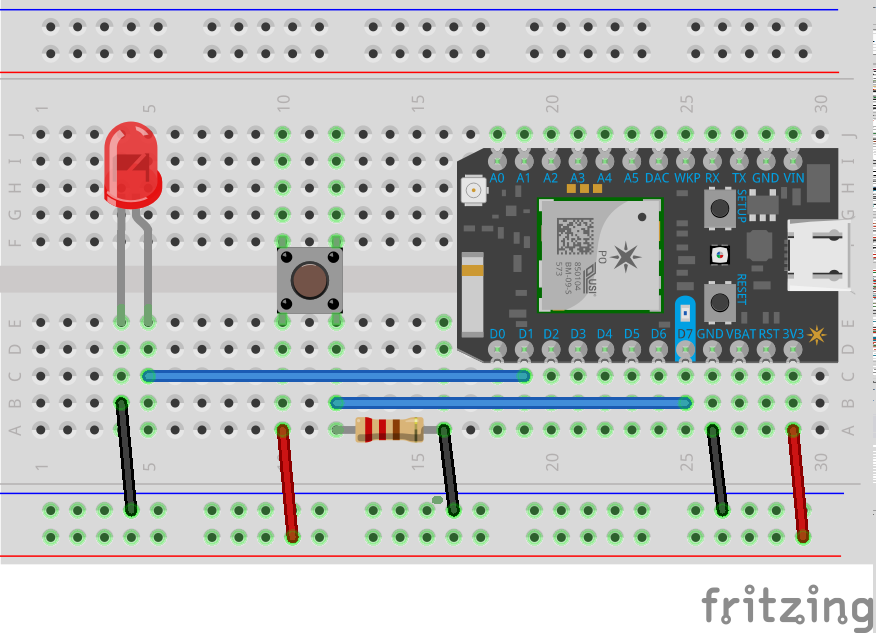 1 5 10 15 20 25 30
J J
I
H
G G
F
A0 A1 A2 A3 A4 A5 DAC WKP RX TX GND VIN
SETUP
P0
USI
850104
BM-09-S
573
RESET
D0 D1 D2 D3 D4 D5 D6 D7 GND VBAT RST 3V3
E E
D D
C C
B B
A A
1 5 15 20 25 30
fritzing